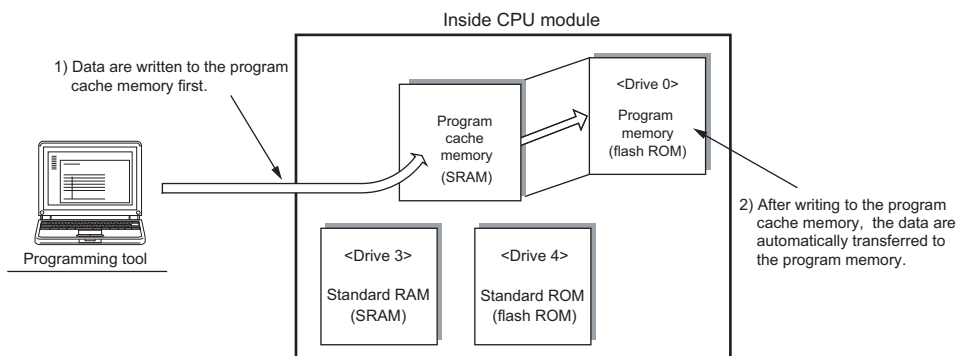 Inside CPU module
1) Data are written to the program
cache memory first.
Program
cache
memory
(SRAM)
<Drive 0>
Program
memory
(flash ROM)
2) After writing to the program
cache memory, the data are
automatically transferred to
the program memory.
Programming tool
<Drive 3>
Standard RAM
(SRAM)
<Drive 4>
Standard ROM
(flash ROM)